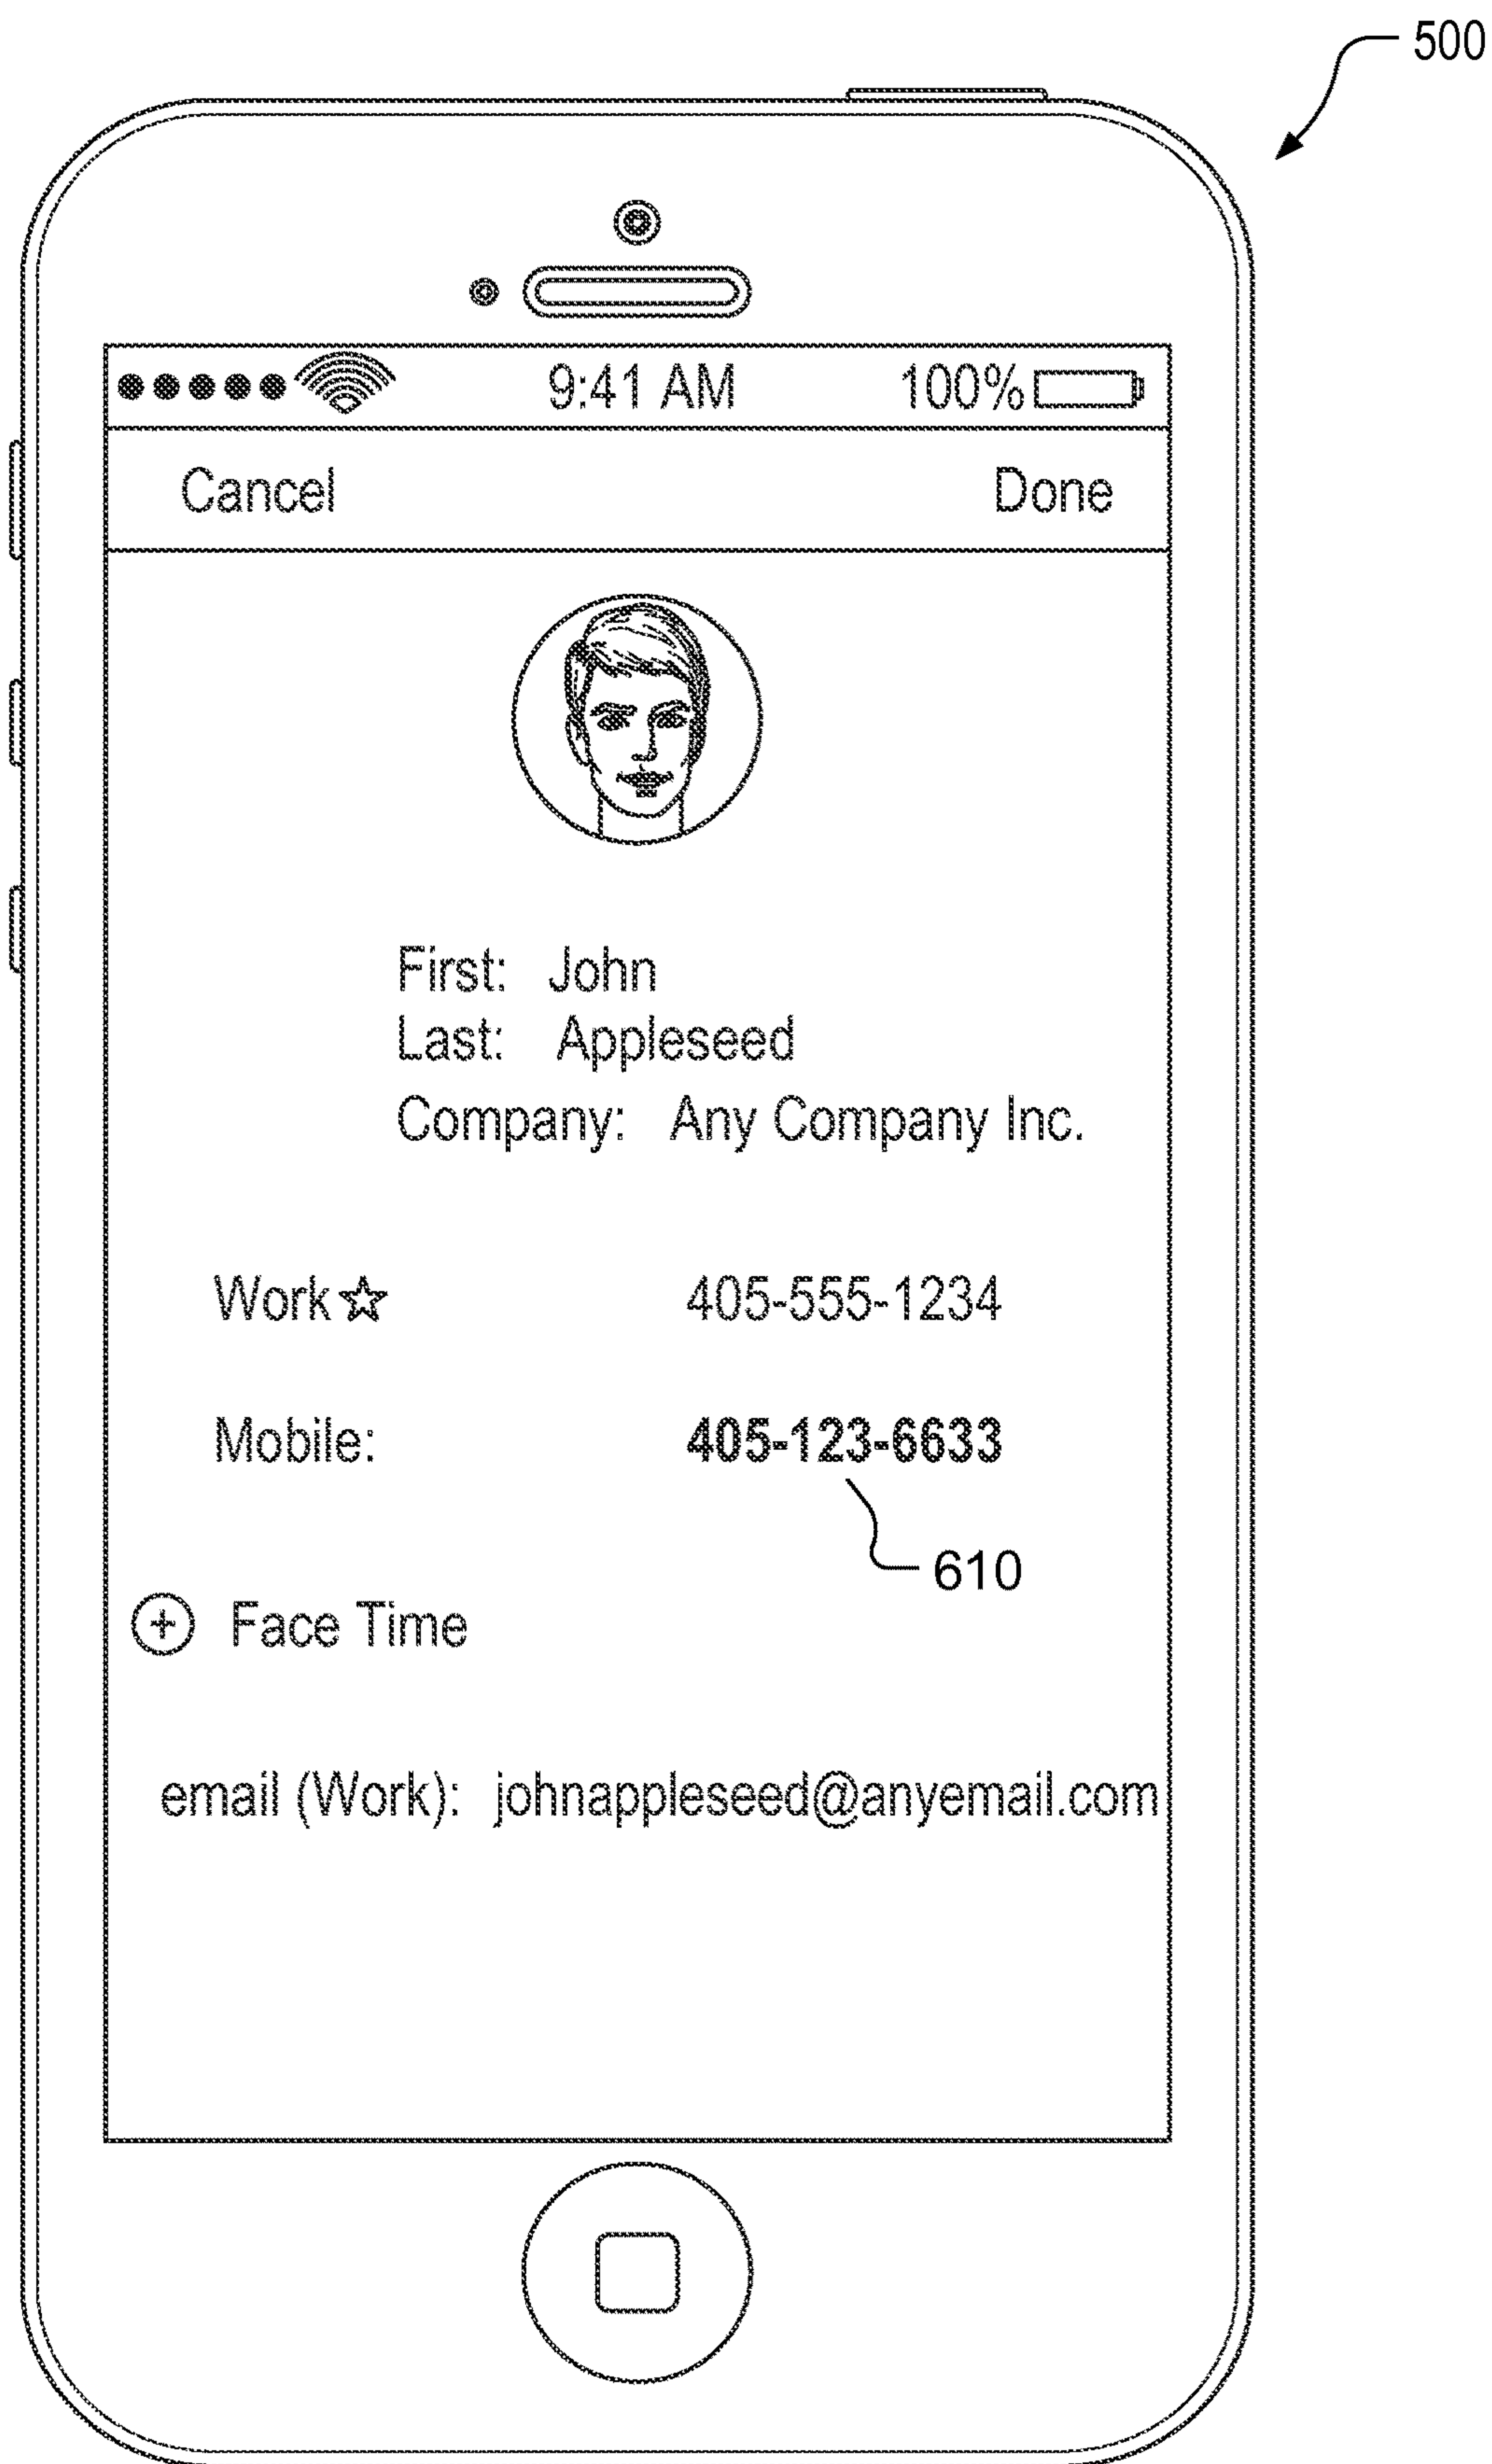 500
9:41 AM 100%
Cancel Done
First: John
Last: Appleseed
Company: Any Company Inc.
Work☆ 405-555-1234
Mobile: 405-123-6633
610
Face Time
email (Work): johnappleseed@anyemail.com